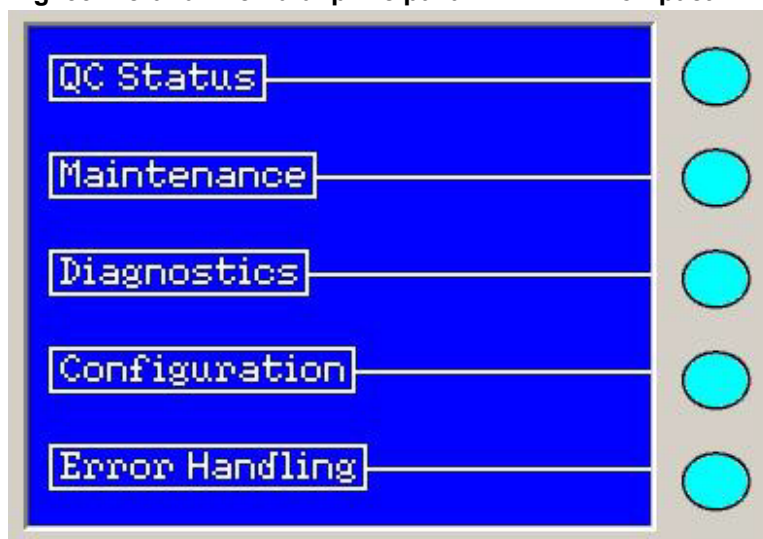 QC Status
Maintenance
Diagnostics
Configuration
Error Handling